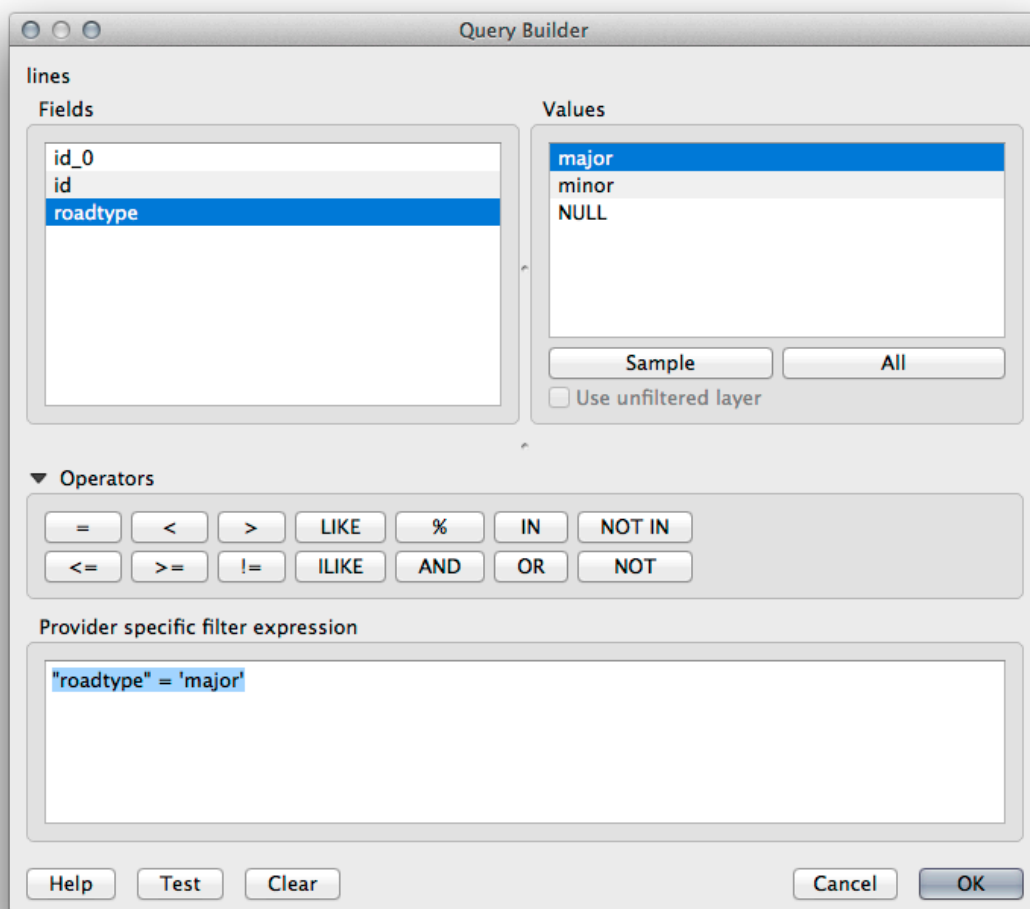 Query Builder
lines
Fields
Values
id_0
id
roadtype
major
minor
NULL
Sample
All
Use unfiltered layer
Operators
= < > LIKE % IN NOT IN
<= >= != ILIKE AND OR NOT
Provider specific filter expression
"roadtype" = 'major'
Help Test Clear Cancel OK